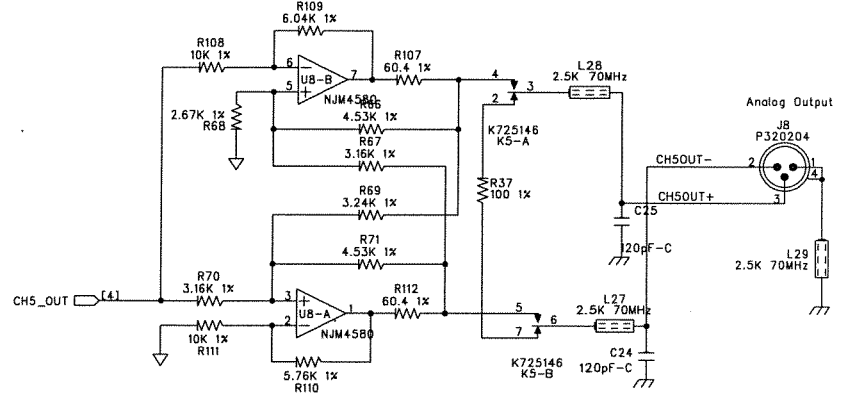 R109
6.04K 1%
R108
10K 1%
6
U8-B
5
7
NJM4580
R107
60.4 1%
2.67K 1%
R68
R66
4.53K 1%
R67
3.16K 1%
R69
3.24K 1%
R71
4.53K 1%
4
3
2
K725146
K5-A
R37
100 1%
L28
2.5K 70MHz
Analog Output
J8
P320204
CH5OUT-
2
1
4
CH5OUT+
3
C25
120pF-C
L29
2.5K 70MHz
CH5_OUT
[4]
R70
3.16K 1%
3
U8-A
2
1
NJM4580
10K 1%
R111
5.76K 1%
R110
R112
60.4 1%
5
6
7
K725146
K5-B
L27
2.5K 70MHz
C24
120pF-C